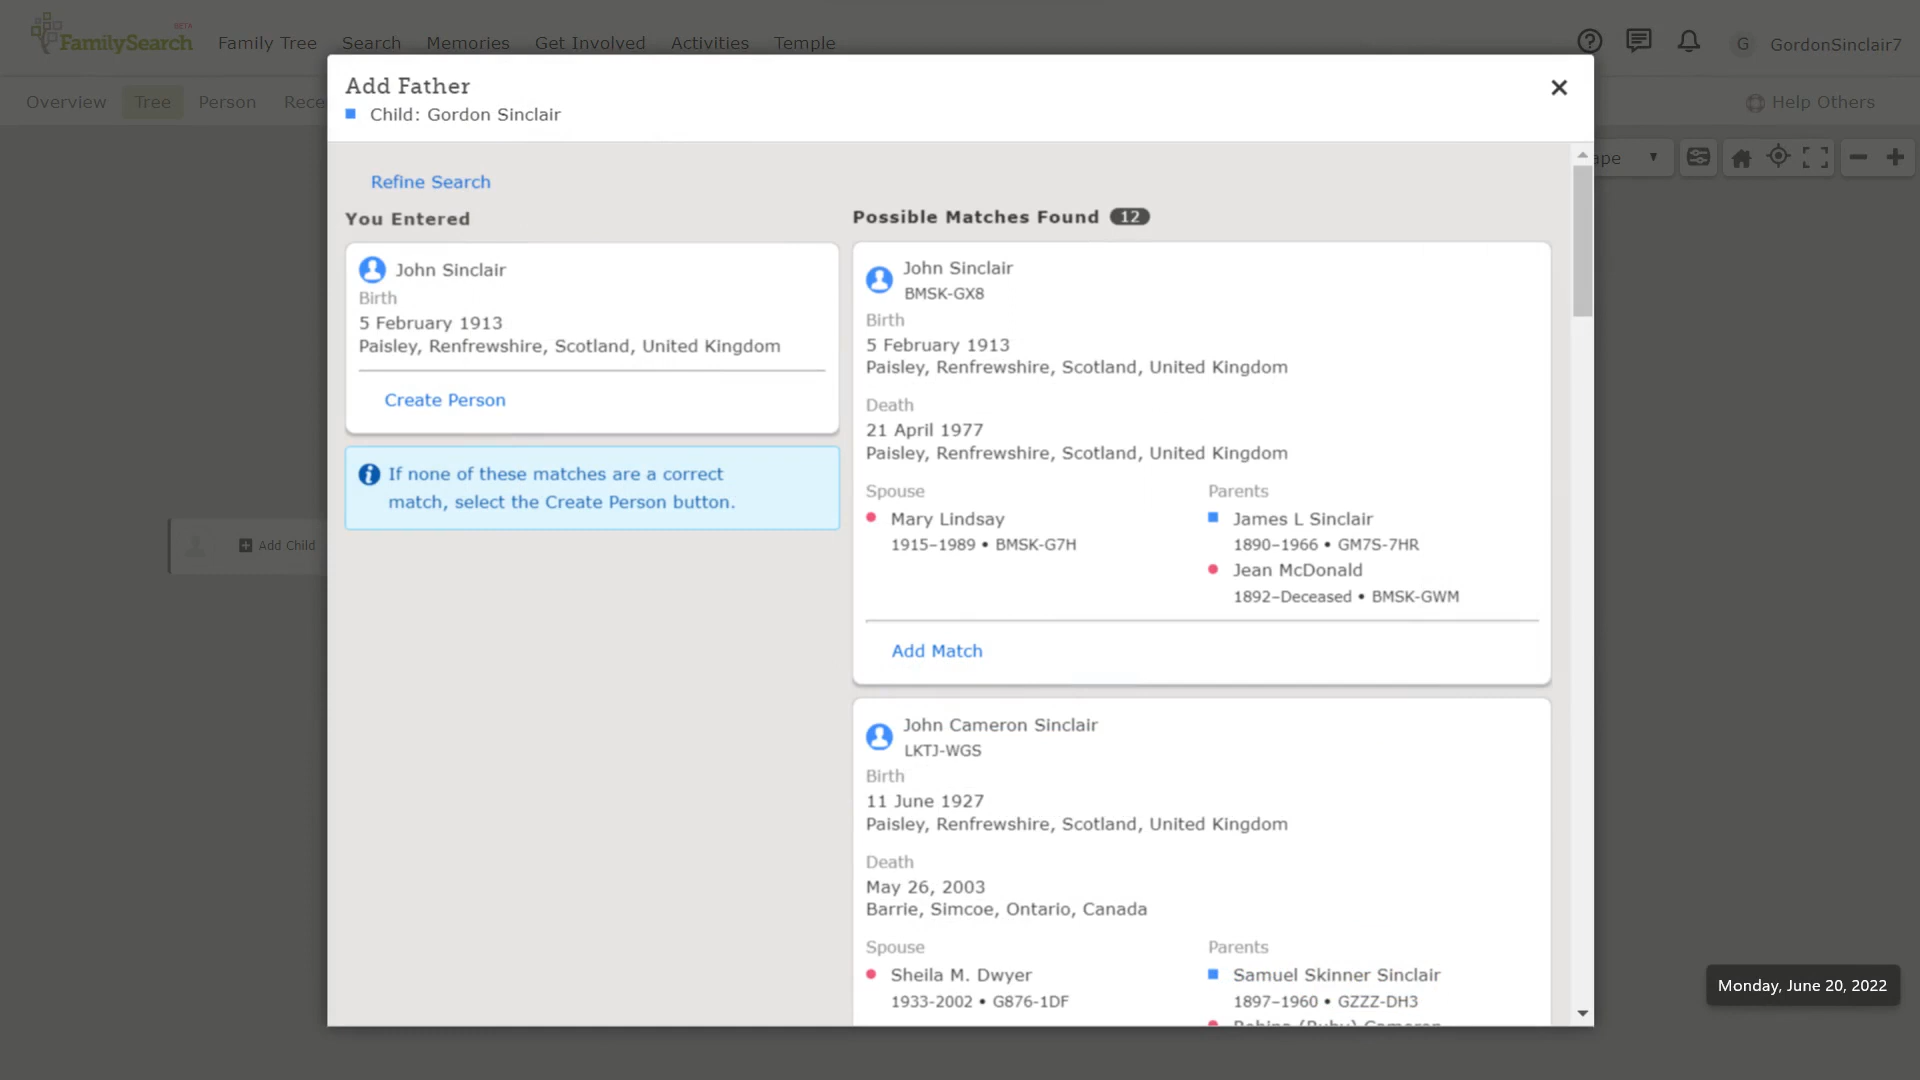 FamilySearch BETA
Family Tree Search Memories Get Involved Activities Temple
G GordonSinclair7
Overview Tree Person
Help Others
Add Father
Child: Gordon Sinclair
Refine Search
You Entered
John Sinclair
Birth
5 February 1913
Paisley, Renfrewshire, Scotland, United Kingdom
Create Person
If none of these matches are a correct
match, select the Create Person button.
Add Child
Possible Matches Found 12
John Sinclair
BMSK-GX8
Birth
5 February 1913
Paisley, Renfrewshire, Scotland, United Kingdom
Death
21 April 1977
Paisley, Renfrewshire, Scotland, United Kingdom
Spouse
Mary Lindsay
1915–1989 • BMSK-G7H
Parents
James L Sinclair
1890–1966 • GM7S-7HR
Jean McDonald
1892–Deceased • BMSK-GWM
Add Match
John Cameron Sinclair
LKTJ-WGS
Birth
11 June 1927
Paisley, Renfrewshire, Scotland, United Kingdom
Death
May 26, 2003
Barrie, Simcoe, Ontario, Canada
Spouse
Sheila M. Dwyer
1933-2002 • G876-1DF
Parents
Samuel Skinner Sinclair
1897–1960 • GZZZ-DH3
Monday, June 20, 2022